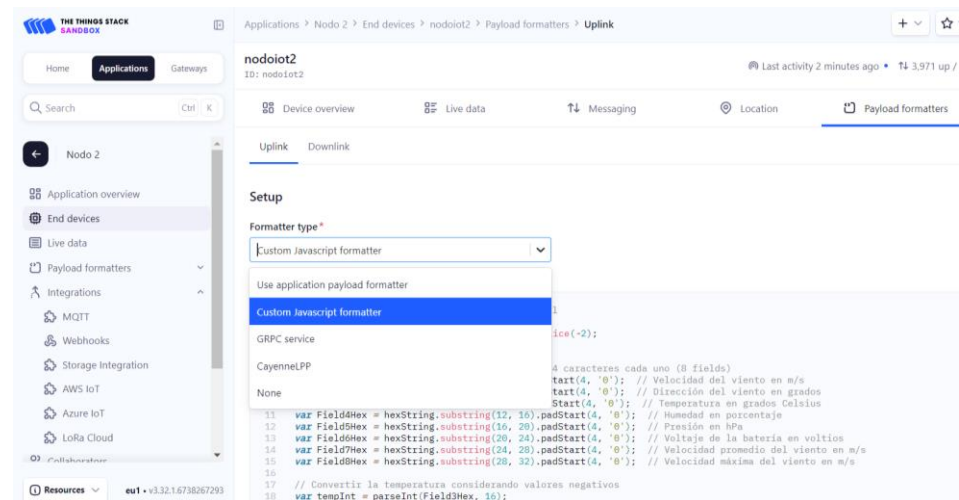 THE THINGS STACK
SANDBOX
Applications > Nodo 2 > End devices > nodoiot2 > Payload formatters > Uplink
Home Applications Gateways
nodoiot2
ID: nodoiot2
Last activity 2 minutes ago • ↑↓ 3,971 up /
Search Ctrl K
Device overview Live data Messaging Location Payload formatters
Nodo 2
Uplink Downlink
Application overview
End devices
Live data
Payload formatters
Integrations
MQTT
Webhooks
Storage Integration
AWS IoT
Azure IoT
LoRa Cloud
Collaborators
Resources eu1 • v3.32.1.6738267293
Setup
Formatter type*
Custom Javascript formatter
Use application payload formatter
Custom Javascript formatter
GRPC service
CayenneLPP
None
ice(-2);
4 caracteres cada uno (8 fields)
tart(4, '0'); // Velocidad del viento en m/s
tart(4, '0'); // Dirección del viento en grados
Start(4, '0'); // Temperatura en grados Celsius
11 var Field4Hex = hexString.substring(12, 16).padStart(4, '0'); // Humedad en porcentaje
12 var Field5Hex = hexString.substring(16, 20).padStart(4, '0'); // Presión en hPa
13 var Field6Hex = hexString.substring(20, 24).padStart(4, '0'); // Voltaje de la batería en voltios
14 var Field7Hex = hexString.substring(24, 28).padStart(4, '0'); // Velocidad promedio del viento en m/s
15 var Field8Hex = hexString.substring(28, 32).padStart(4, '0'); // Velocidad máxima del viento en m/s
16
17 // Convertir la temperatura considerando valores negativos
18 var tempInt = parseInt(Field3Hex, 16);